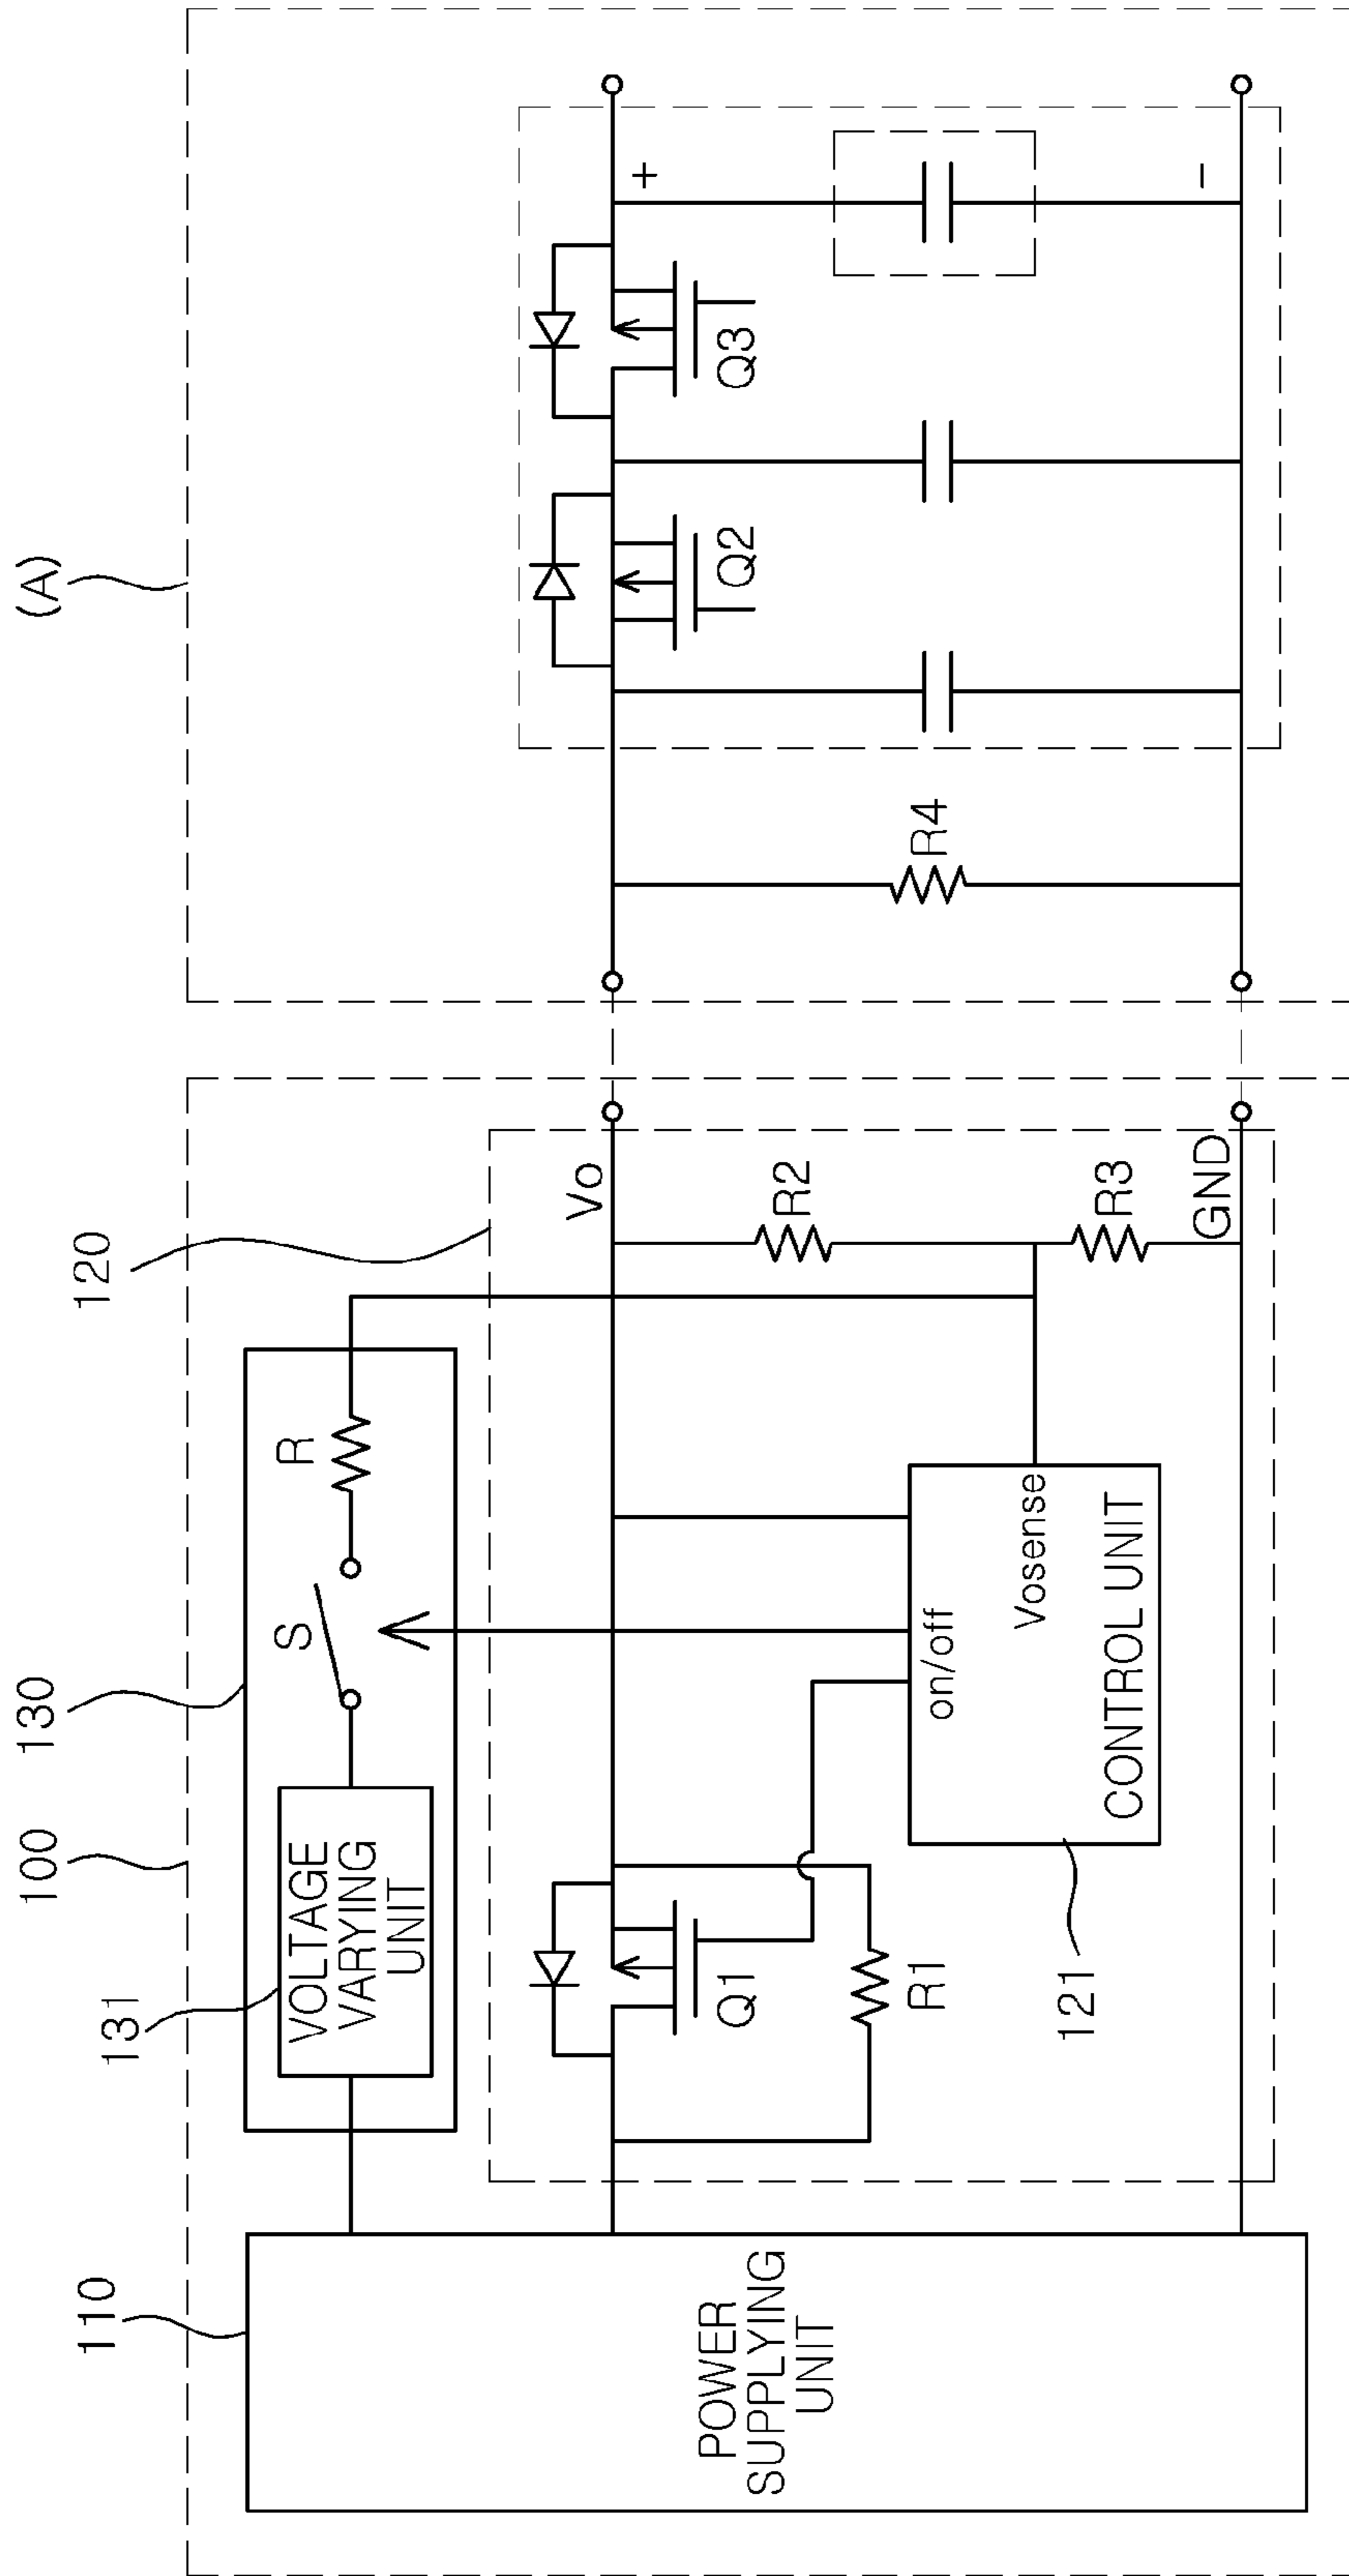 (A)
100
130
120
110
131
VOLTAGE
VARYING
UNIT
S
R
Vo
Q1
R1
on/off
Vosense
CONTROL UNIT
121
R2
R3
GND
POWER
SUPPLYING
UNIT
R4
Q2
Q3
+
−